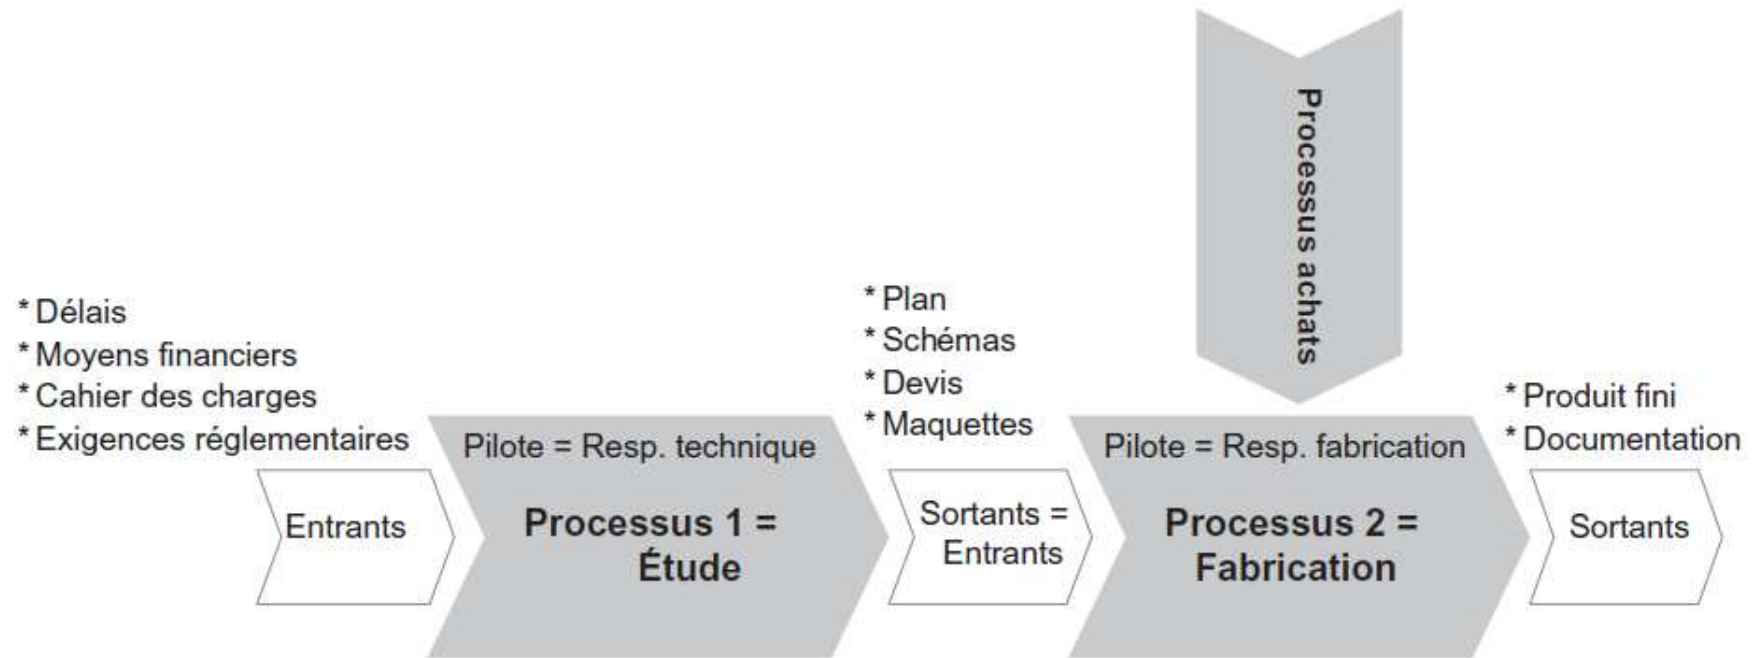 * Délais
* Moyens financiers
* Cahier des charges
* Exigences réglementaires
Entrants
Pilote = Resp. technique
Processus 1 =
Étude
* Plan
* Schémas
* Devis
* Maquettes
Sortants =
Entrants
Processus achats
Pilote = Resp. fabrication
Processus 2 =
Fabrication
* Produit fini
* Documentation
Sortants